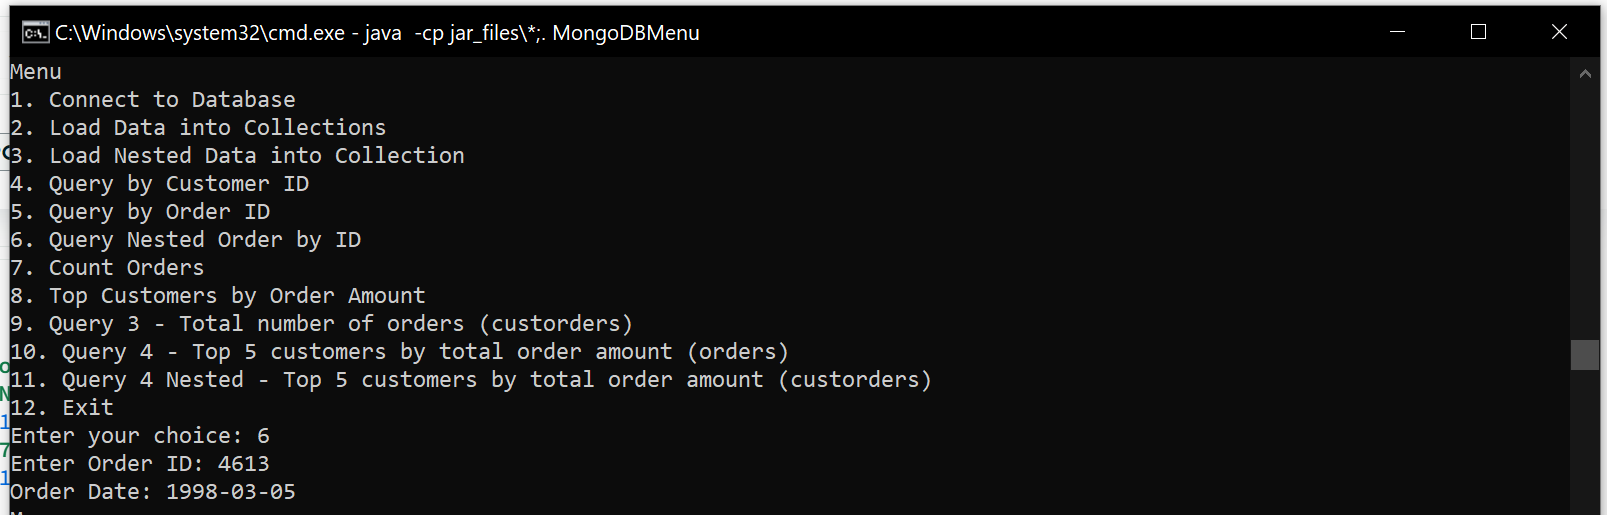 C:\Windows\system32\cmd.exe - java  -cp jar_files\*;. MongoDBMenu
Menu
1. Connect to Database
2. Load Data into Collections
3. Load Nested Data into Collection
4. Query by Customer ID
5. Query by Order ID
6. Query Nested Order by ID
7. Count Orders
8. Top Customers by Order Amount
9. Query 3 - Total number of orders (custorders)
10. Query 4 - Top 5 customers by total order amount (orders)
11. Query 4 Nested - Top 5 customers by total order amount (custorders)
12. Exit
Enter your choice: 6
Enter Order ID: 4613
Order Date: 1998-03-05